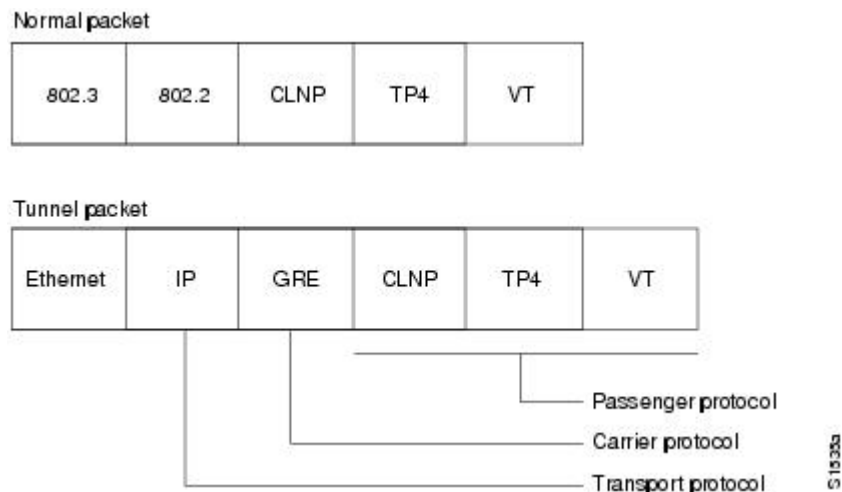 Normal packet
802.3 802.2 CLNP TP4 VT
Tunnel packet
Ethernet IP GRE CLNP TP4 VT
Passenger protocol
Carrier protocol
Transport protocol
S1535a